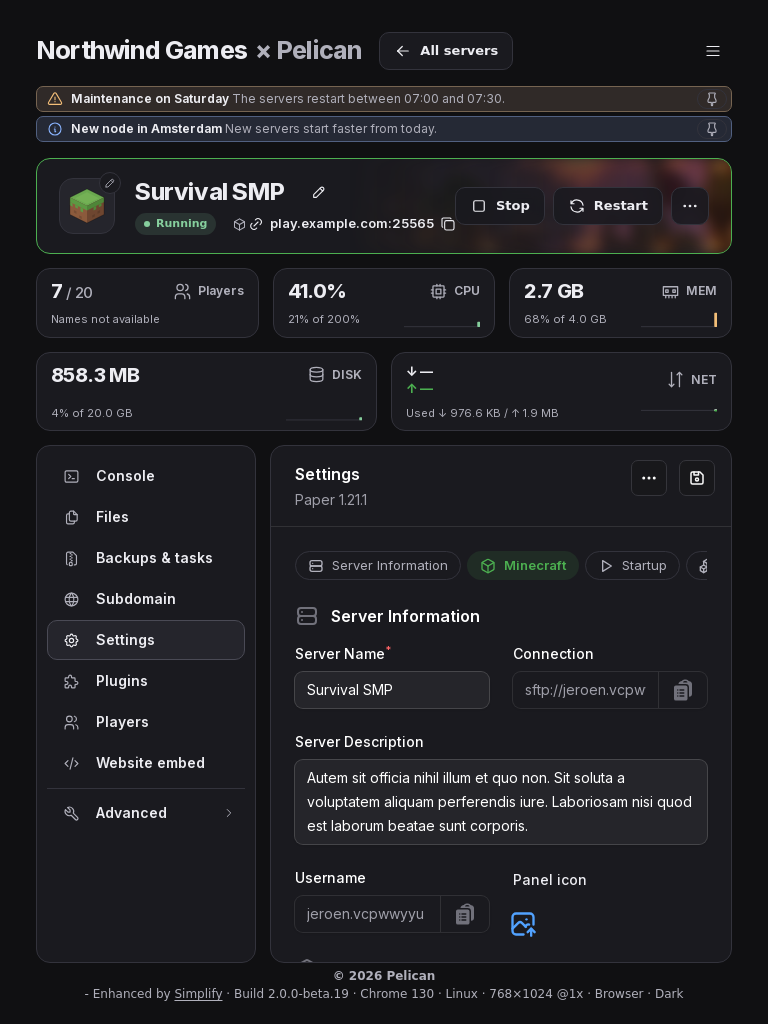 Northwind Games × Pelican
All servers
Maintenance on Saturday The servers restart between 07:00 and 07:30.
New node in Amsterdam New servers start faster from today.
Survival SMP
Running
play.example.com:25565
Stop
Restart
7 / 20
Players
Names not available
41.0%
CPU
21% of 200%
2.7 GB
MEM
68% of 4.0 GB
858.3 MB
DISK
4% of 20.0 GB
↓ —
↑ —
NET
Used ↓ 976.6 KB / ↑ 1.9 MB
Console
Files
Backups & tasks
Subdomain
Settings
Plugins
Players
Website embed
Advanced
Settings
Paper 1.21.1
Server Information
Minecraft
Startup
Server Information
Server Name*
Survival SMP
Connection
sftp://jeroen.vcpw
Server Description
Autem sit officia nihil illum et quo non. Sit soluta a
voluptatem aliquam perferendis iure. Laboriosam nisi quod
est laborum beatae sunt corporis.
Username
jeroen.vcpwwyyu
Panel icon
© 2026 Pelican
- Enhanced by Simplify · Build 2.0.0-beta.19 · Chrome 130 · Linux · 768×1024 @1x · Browser · Dark